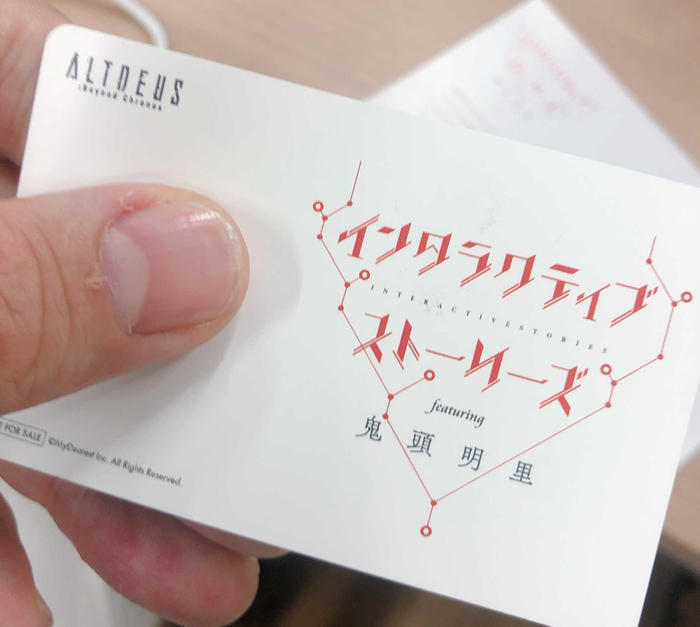 ALTDEUS
:Beyond Chronos
インタラクティブ
INTERACTIVESTORIES
ストーリーズ
featuring
鬼頭明里
FOR SALE
©MyDearest Inc. All Rights Reserved.